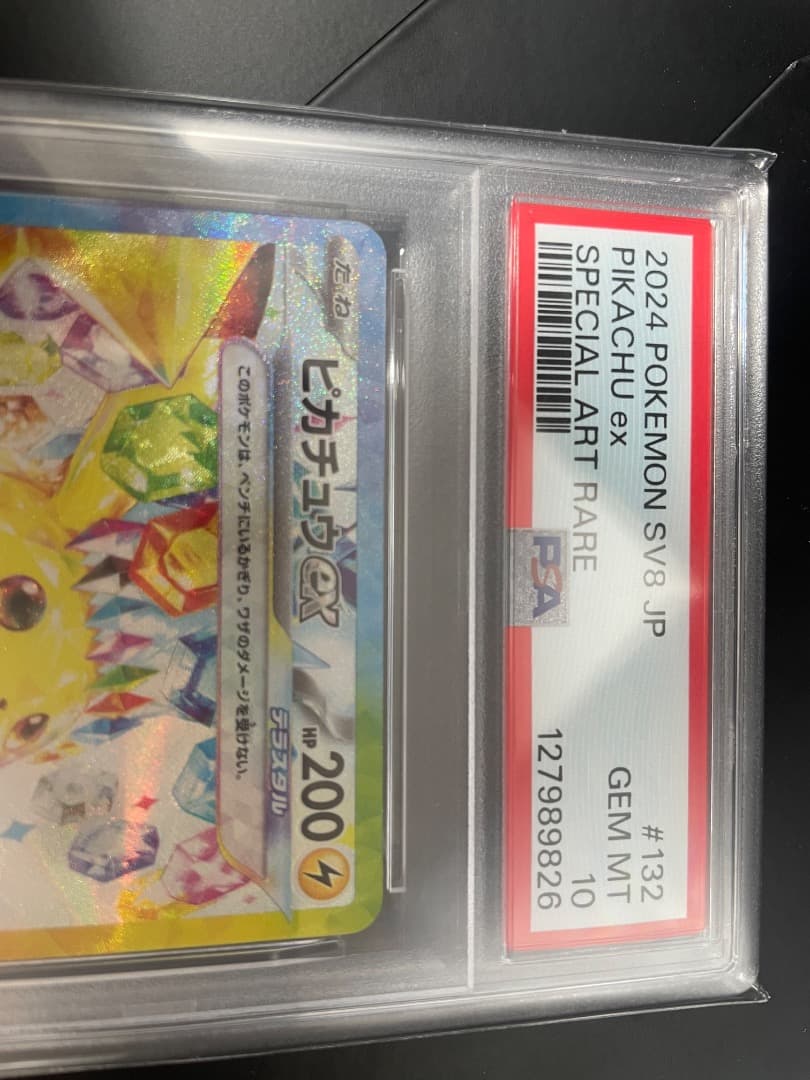 2024 POKEMON SV8 JP #132
PIKACHU ex GEM MT
SPECIAL ART RARE 10
PSA 127989826
たね
ピカチュウex HP200
テラスタル
このポケモンは、ベンチにいるかぎり、ワザのダメージを受けない。